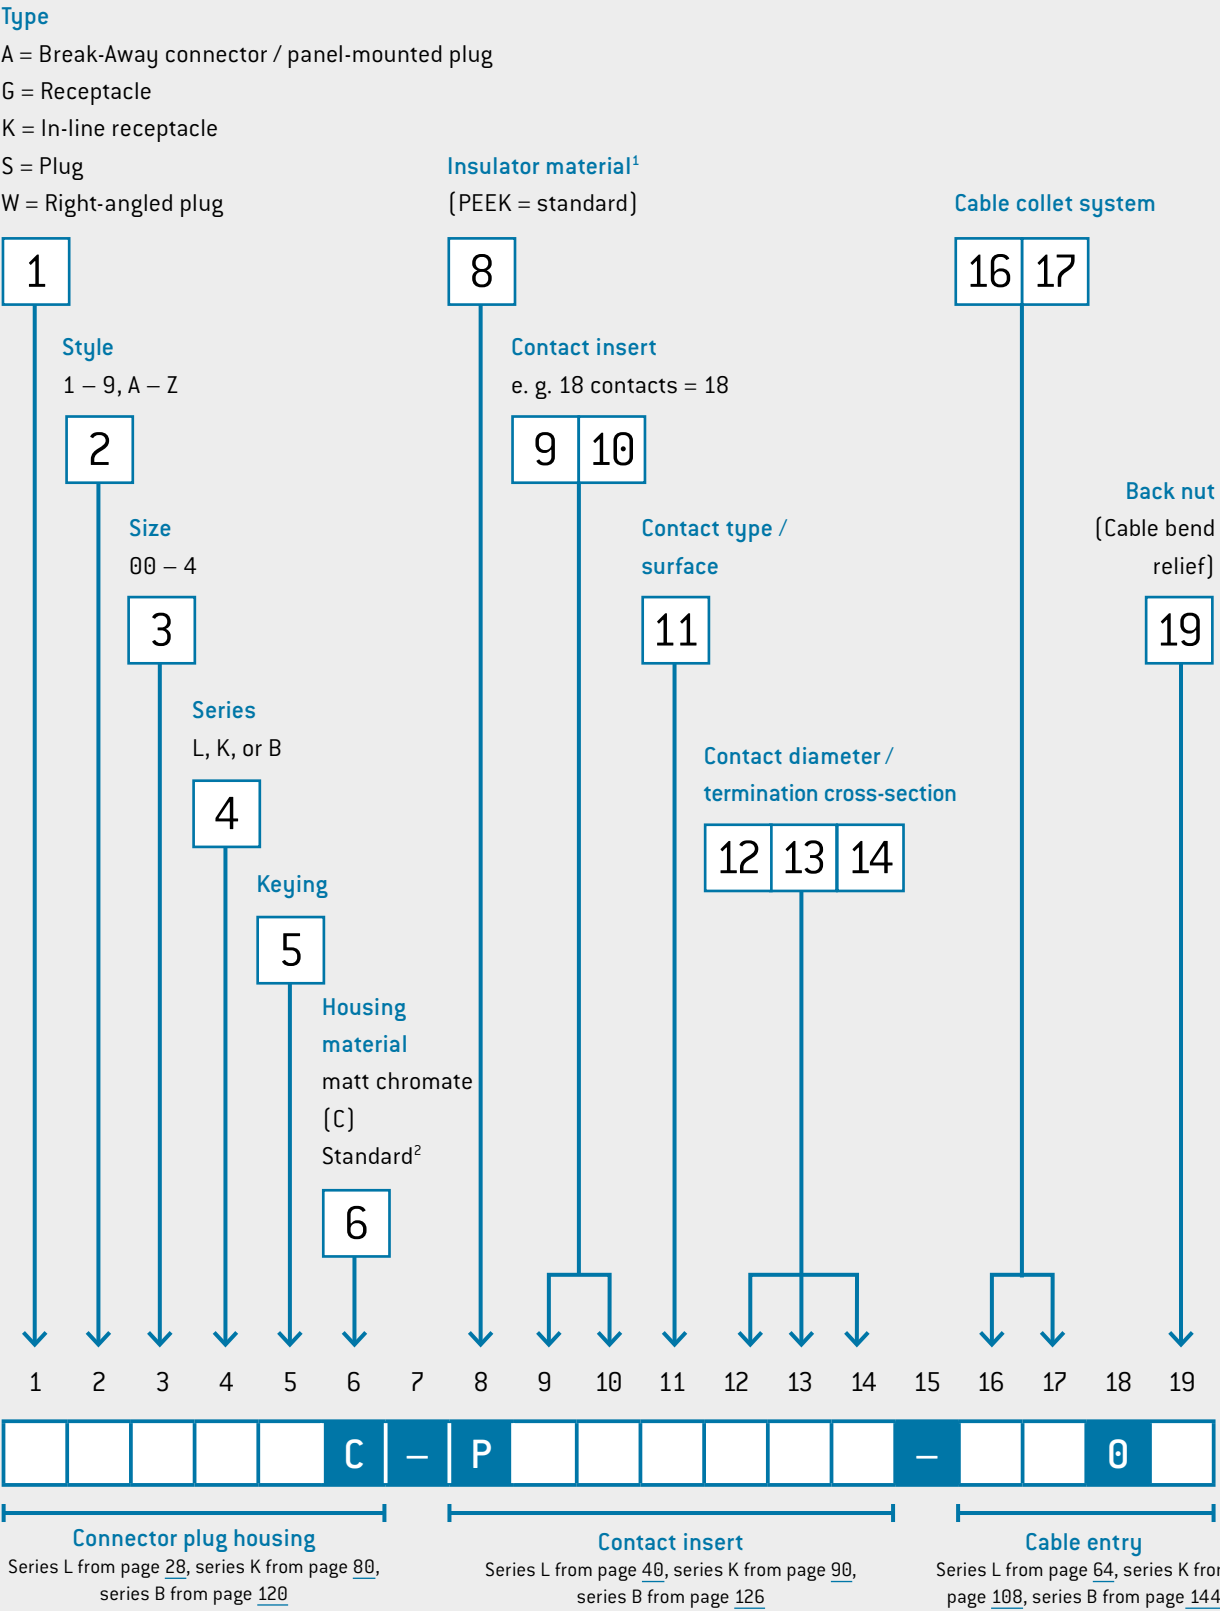 Type
A = Break-Away connector / panel-mounted plug
G = Receptacle
K = In-line receptacle
S = Plug
W = Right-angled plug
1
Insulator material¹
(PEEK = standard)
8
Cable collet system
16 17
Style
1 – 9, A – Z
2
Contact insert
e. g. 18 contacts = 18
9 10
Size
00 – 4
3
Contact type /
surface
11
Back nut
(Cable bend
relief)
19
Series
L, K, or B
4
Contact diameter /
termination cross-section
12 13 14
Keying
5
Housing
material
matt chromate
(C)
Standard²
6
1 2 3 4 5 6 7 8 9 10 11 12 13 14 15 16 17 18 19
C – P – 0
Connector plug housing
Series L from page 28, series K from page 80,
series B from page 120
Contact insert
Series L from page 40, series K from page 90,
series B from page 126
Cable entry
Series L from page 64, series K
page 108, series B from page 144